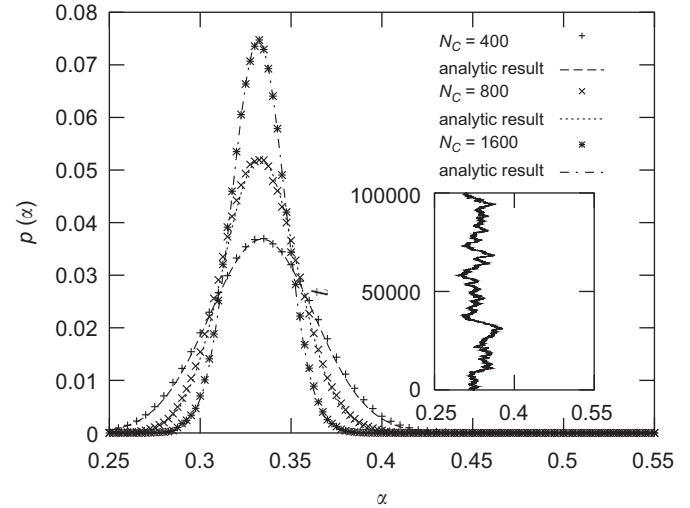 0.08
0.07
0.06
0.05
0.04
0.03
0.02
0.01
0
p (α)
0.25 0.3 0.35 0.4 0.45 0.5 0.55
α
N_C = 400
analytic result
N_C = 800
analytic result
N_C = 1600
analytic result
100000
50000
0
t
0.25 0.4 0.55